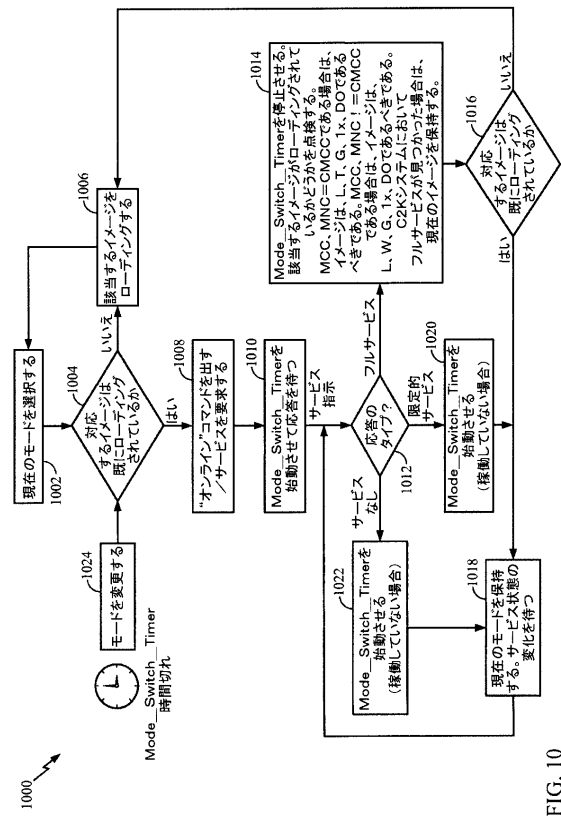 1000
Mode_Switch_Timer
時間切れ
1024
モードを変更する
現在のモードを選択する
1002
1004
対応
するイメージは
既にローディング
されているか
いいえ
はい
1006
該当するイメージを
ローディングする
1008
“オンライン”コマンドを出す
/サービスを要求する
1010
Mode_Switch_Timerを
始動させて応答を待つ
サービス
指示
応答の
タイプ?
1012
サービス
なし
限定的
サービス
フルサービス
1014
Mode_Switch_Timerを停止させる。
該当するイメージがローディングされて
いるかどうかを点検する。
MCC、MNC=CMCCである場合は、
イメージは、L、T、G、1x、DOである
べきである。MCC、MNC!=CMCC
である場合は、イメージは、
L、W、G、1x、DOであるべきである。
C2Kシステムにおいて
フルサービスが見つかった場合は、
現在のイメージを保持する。
1016
対応
するイメージは
既にローディング
されているか
いいえ
はい
1020
Mode_Switch_Timerを
始動させる
(稼働していない場合)
1022
Mode_Switch_Timerを
始動させる
(稼働していない場合)
1018
現在のモードを保持
する。サービス状態の
変化を待つ
FIG. 10